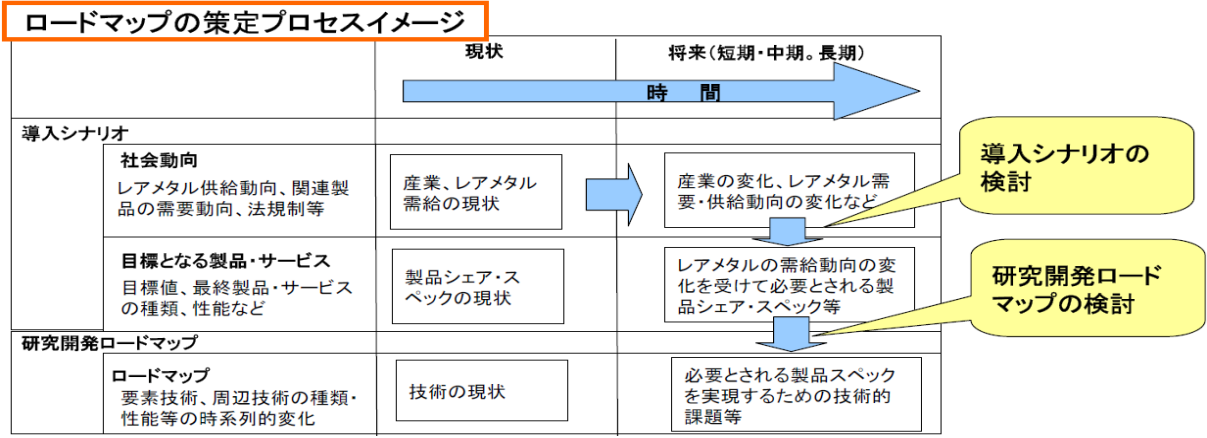 ロードマップの策定プロセスイメージ
現状
将来(短期・中期。長期)
時　間
導入シナリオ
社会動向
レアメタル供給動向、関連製
品の需要動向、法規制等
産業、レアメタル
需給の現状
産業の変化、レアメタル需
要・供給動向の変化など
導入シナリオの
検討
目標となる製品・サービス
目標値、最終製品・サービス
の種類、性能など
製品シェア・ス
ペックの現状
レアメタルの需給動向の変
化を受けて必要とされる製
品シェア・スペック等
研究開発ロード
マップの検討
研究開発ロードマップ
ロードマップ
要素技術、周辺技術の種類・
性能等の時系列的変化
技術の現状
必要とされる製品スペック
を実現するための技術的
課題等